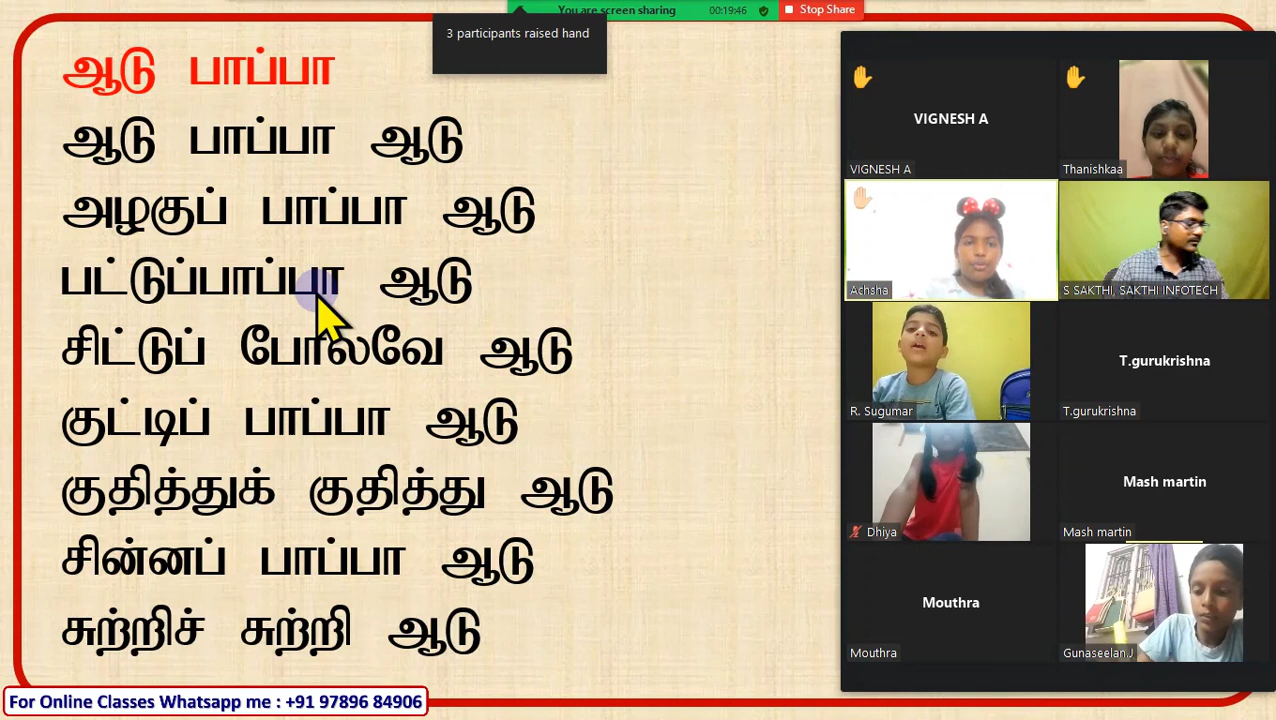 You are screen sharing
00:19:46
Stop Share
3 participants raised hand
ஆடு பாப்பா
ஆடு பாப்பா ஆடு
அழகுப் பாப்பா ஆடு
பட்டுப்பாப்பா ஆடு
சிட்டுப் போலவே ஆடு
குட்டிப் பாப்பா ஆடு
குதித்துக் குதித்து ஆடு
சின்னப் பாப்பா ஆடு
சுற்றிச் சுற்றி ஆடு
For Online Classes Whatsapp me : +91 97896 84906
VIGNESH A
VIGNESH A
Thanishkaa
Achsha
S SAKTHI, SAKTHI INFOTECH
R. Sugumar
T.gurukrishna
T.gurukrishna
Dhiya
Mash martin
Mash martin
Mouthra
Mouthra
Gunaseelan.J